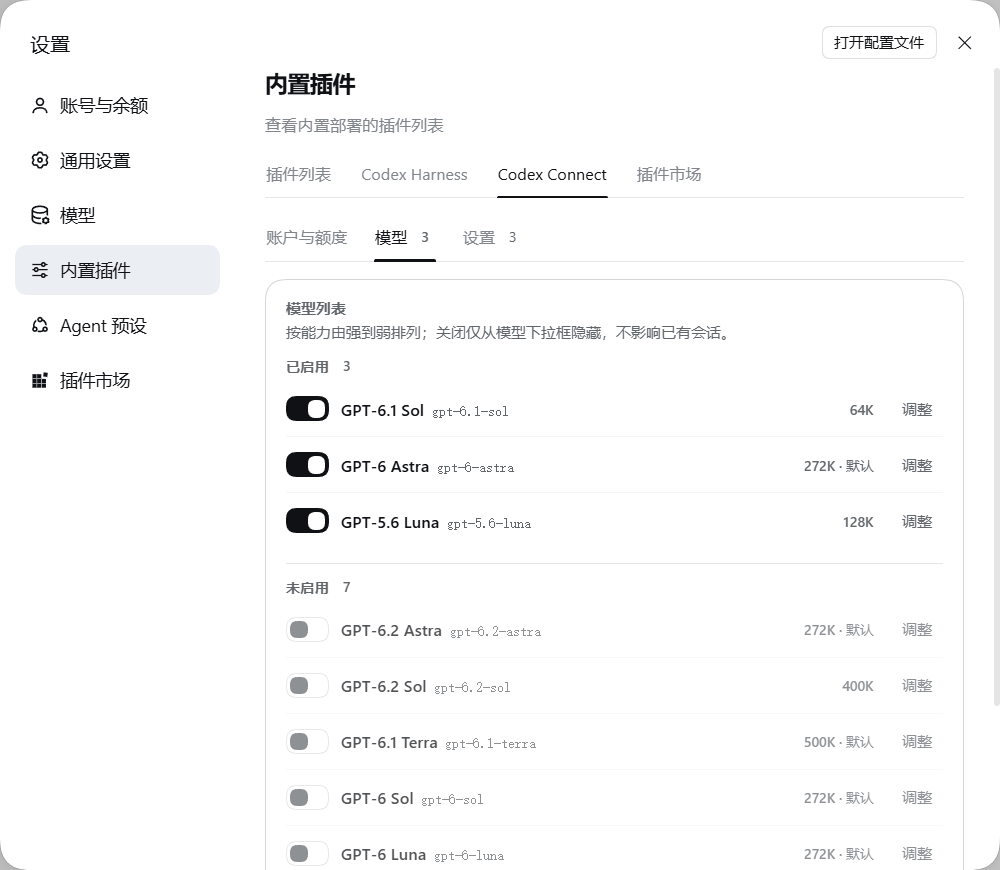 设置
打开配置文件
账号与余额
通用设置
模型
内置插件
Agent 预设
插件市场
内置插件
查看内置部署的插件列表
插件列表 Codex Harness Codex Connect 插件市场
账户与额度 模型 3 设置 3
模型列表
按能力由强到弱排列；关闭仅从模型下拉框隐藏，不影响已有会话。
已启用 3
GPT-6.1 Sol gpt-6.1-sol 64K 调整
GPT-6 Astra gpt-6-astra 272K · 默认 调整
GPT-5.6 Luna gpt-5.6-luna 128K 调整
未启用 7
GPT-6.2 Astra gpt-6.2-astra 272K · 默认 调整
GPT-6.2 Sol gpt-6.2-sol 400K 调整
GPT-6.1 Terra gpt-6.1-terra 500K · 默认 调整
GPT-6 Sol gpt-6-sol 272K · 默认 调整
GPT-6 Luna gpt-6-luna 272K · 默认 调整